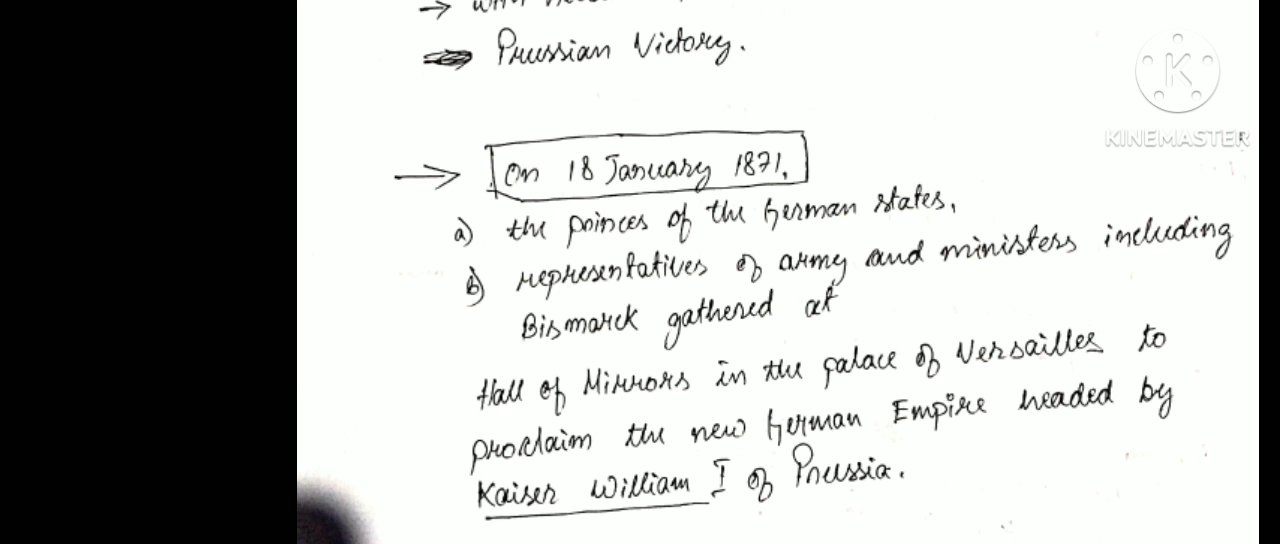 → with
Prussian Victory.
K
KINEMASTER
→ On 18 January 1871,
a) the princes of the German states,
b) representatives of army and ministers including
Bismarck gathered at
Hall of Mirrors in the palace of Versailles to
proclaim the new German Empire headed by
Kaiser William I of Prussia.